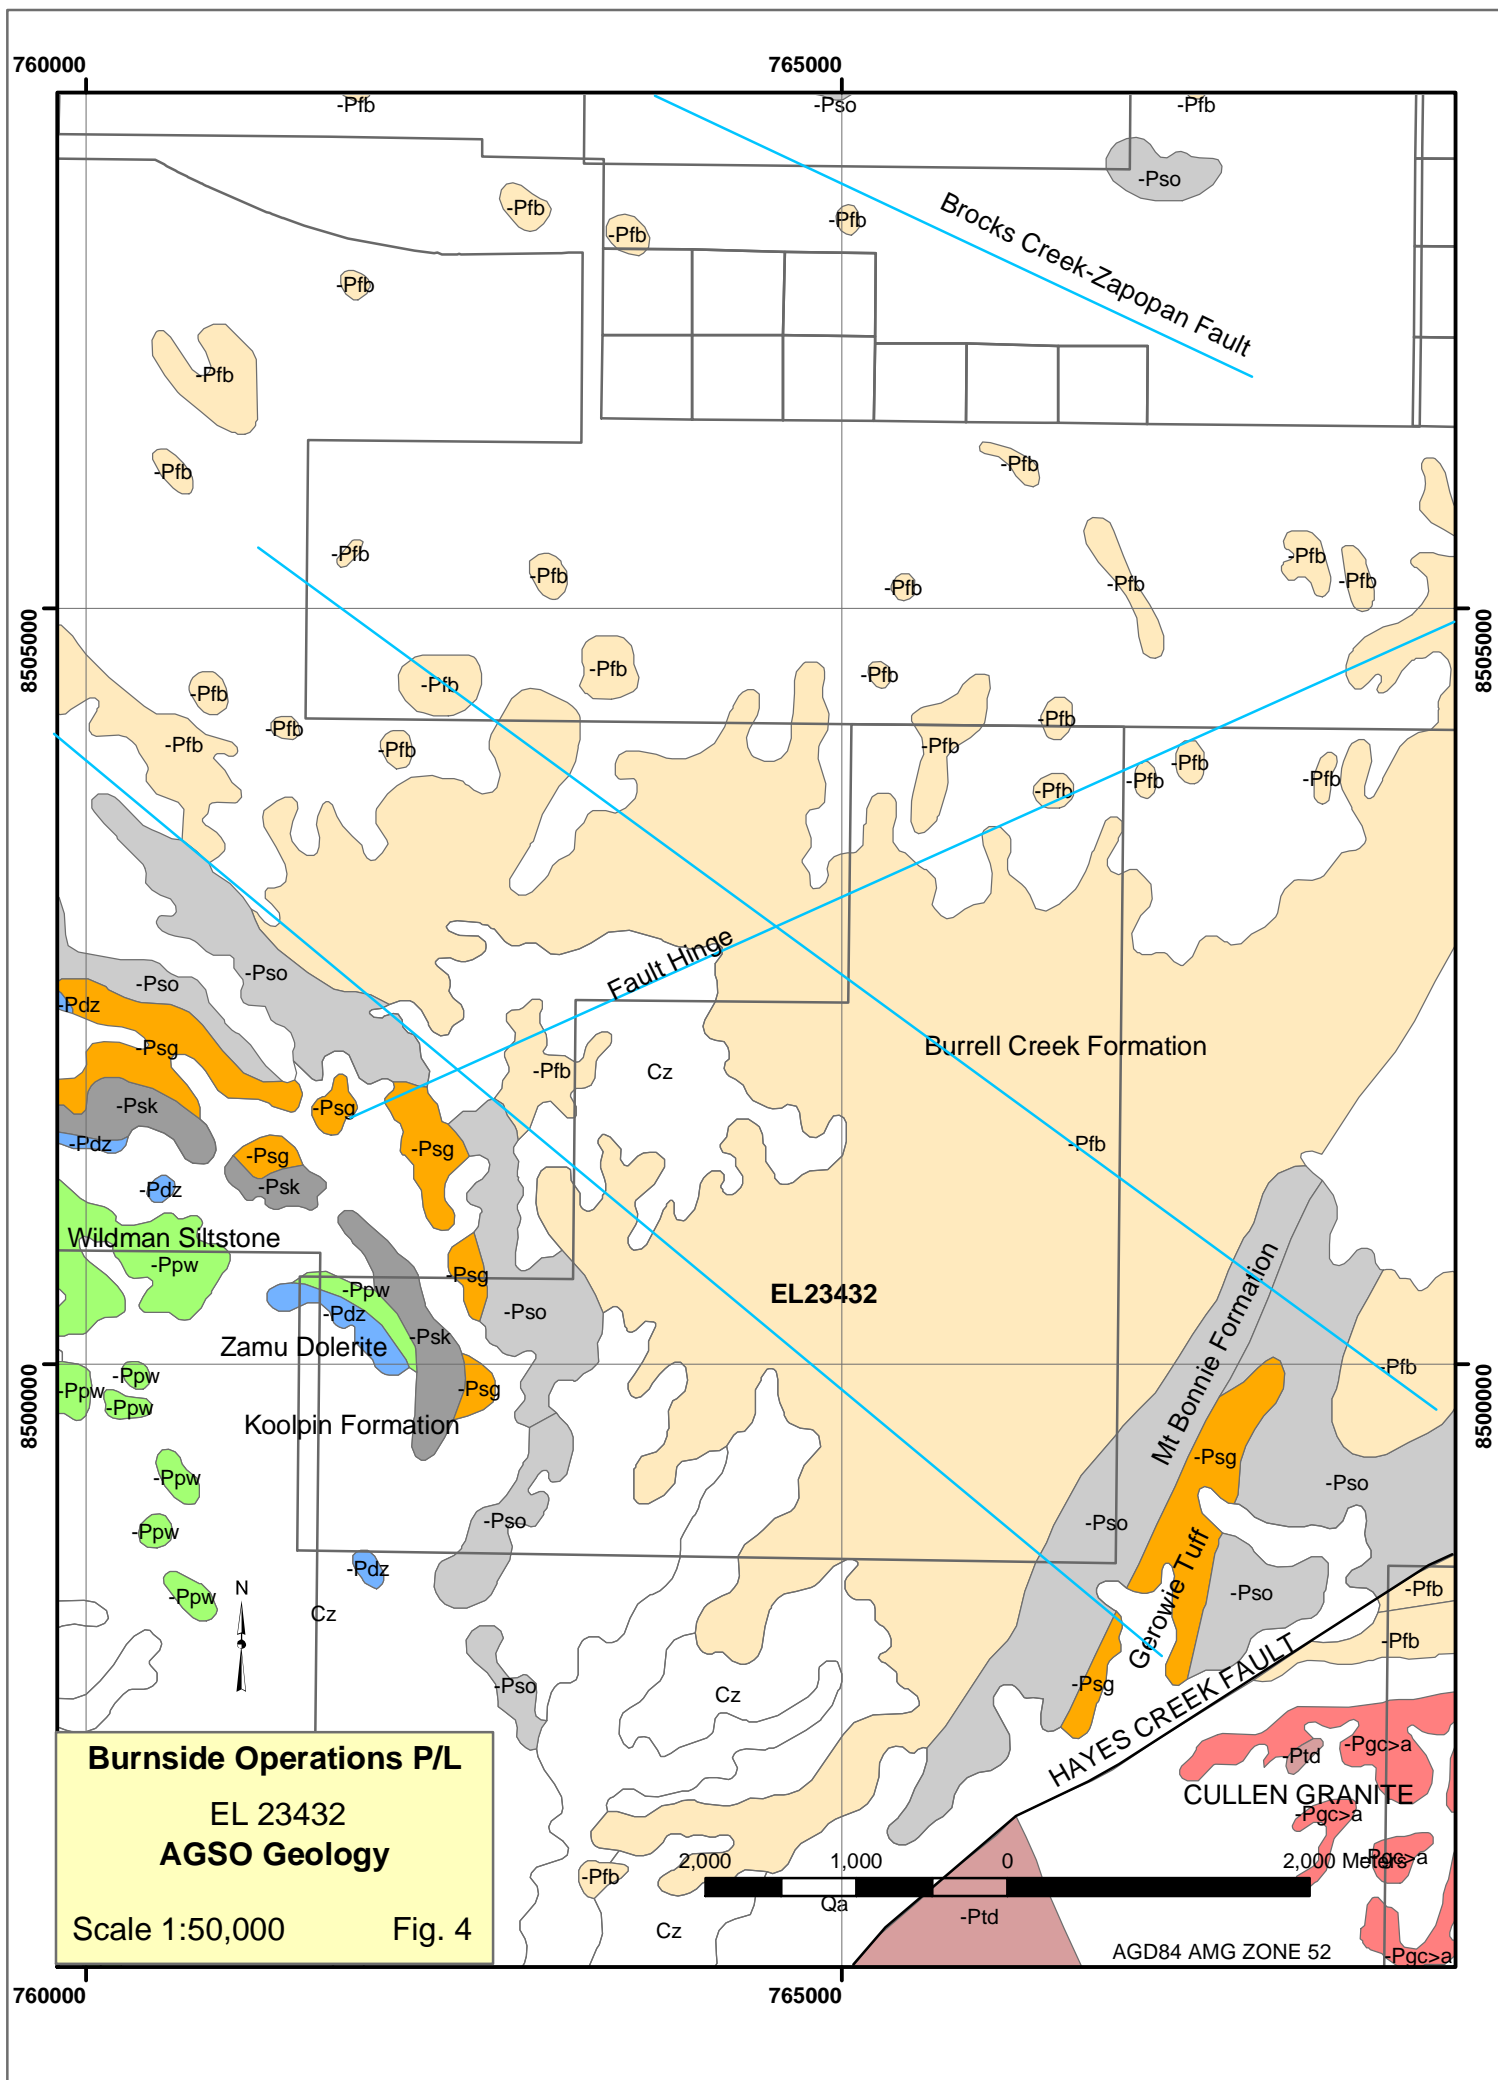 760000
765000
-Pfb
-Pso
-Pfb
-Pso
-Pfb
-Pfb
-Pfb
Brocks Creek-Zapopan Fault
-Pfb
-Pfb
-Pfb
-Pfb
-Pfb
-Pfb
-Pfb
-Pfb
-Pfb
-Pfb
8505000
8505000
-Pfb
-Pfb
-Pfb
-Pfb
-Pfb
-Pfb
-Pfb
-Pfb
-Pfb
-Pfb
-Pfb
-Pfb
-Pfb
-Pfb
Fault Hinge
-Pso
-Pso
-Pdz
-Psg
Burrell Creek Formation
-Pfb
Cz
-Psk
-Psg
-Pdz
-Psg
-Psg
-Pfb
-Psk
-Pdz
Wildman Siltstone
-Ppw
-Psg
-Ppw
-Pdz
-Pso
EL23432
Mt Bonnie Formation
-Psk
Zamu Dolerite
-Pfb
8500000
8500000
-Ppw
-Ppw
-Ppw
-Psg
Koolpin Formation
-Psg
-Ppw
-Pso
-Pso
-Pso
-Ppw
-Pdz
Gerowie Tuff
-Pso
-Pfb
-Ppw
N
Cz
-Pfb
-Pso
-Psg
Cz
HAYES CREEK FAULT
-Ptd
-Pgc>a
CULLEN GRANITE
-Pgc>a
-Pgc>a
Burnside Operations P/L
EL 23432
AGSO Geology
Scale 1:50,000 Fig. 4
-Pfb
2,000 1,000 0 2,000 Meters
Qa
-Ptd
Cz
AGD84 AMG ZONE 52
-Pgc>a
760000
765000